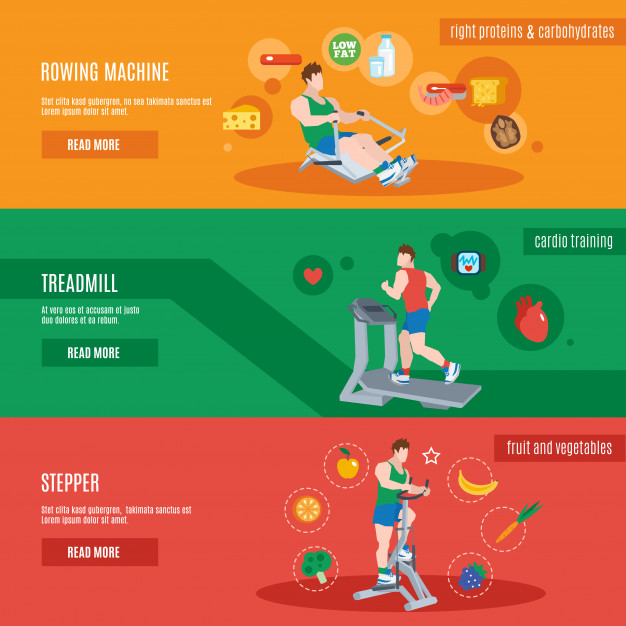 right proteins & carbohydrates
LOW
FAT
ROWING MACHINE
Stet clita kasd gubergren, no sea takimata sanctus est
Lorem ipsum dolor sit amet.
READ MORE
cardio training
TREADMILL
At vero eos et accusam et justo
duo dolores et ea rebum.
READ MORE
fruit and vegetables
STEPPER
Stet clita kasd gubergren, takimata sanctus est
Lorem ipsum dolor sit amet.
READ MORE